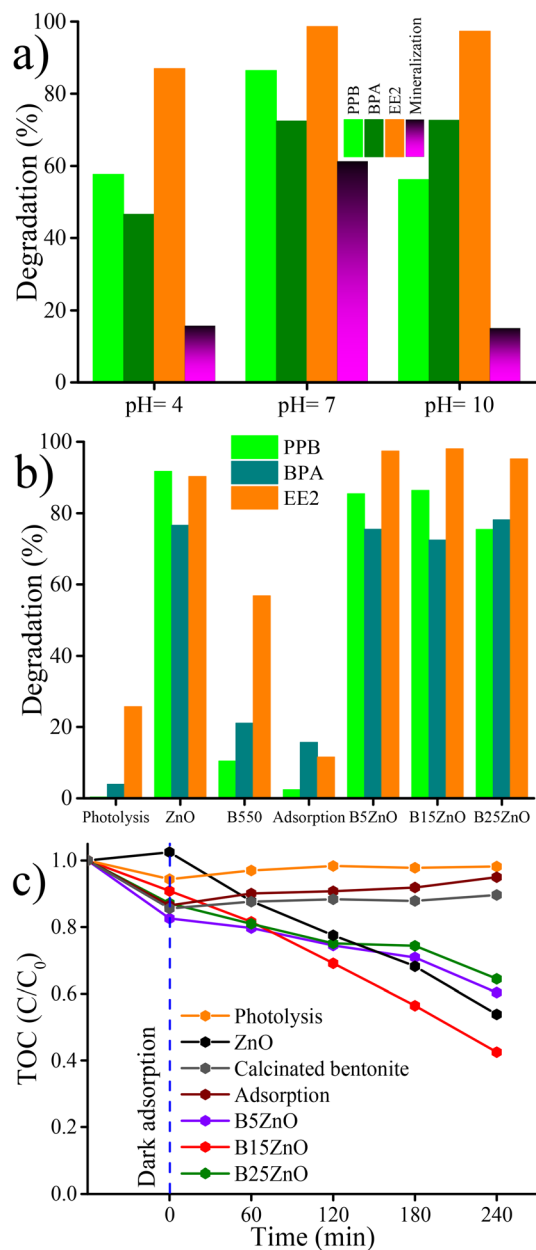 a)
Degradation (%)
100
80
60
40
20
0
PPB
BPA
EE2
Mineralization
pH= 4
pH= 7
pH= 10
b)
Degradation (%)
100
80
60
40
20
0
PPB
BPA
EE2
Photolysis
ZnO
B550
Adsorption
B5ZnO
B15ZnO
B25ZnO
c)
TOC (C/C0)
1.0
0.8
0.6
0.4
0.2
0.0
Dark adsorption
Photolysis
ZnO
Calcinated bentonite
Adsorption
B5ZnO
B15ZnO
B25ZnO
0
60
120
180
240
Time (min)